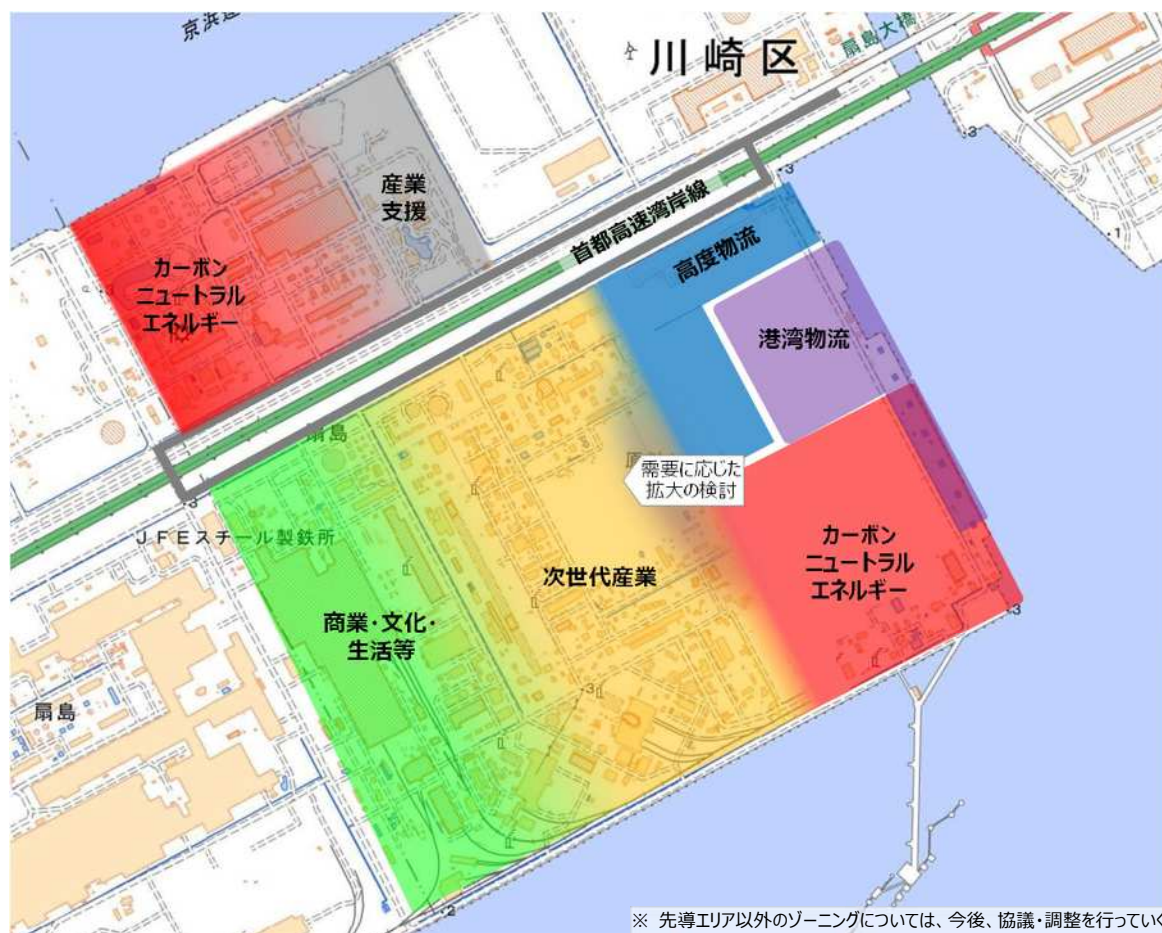 京浜運
川崎区
扇島大橋
産業
支援
首都高速湾岸線
高度物流
カーボン
ニュートラル
エネルギー
港湾物流
扇島
需要に応じた
拡大の検討
JFEスチール製鉄所
次世代産業
カーボン
ニュートラル
エネルギー
商業・文化・
生活等
扇島
※ 先導エリア以外のゾーニングについては、今後、協議・調整を行っていく